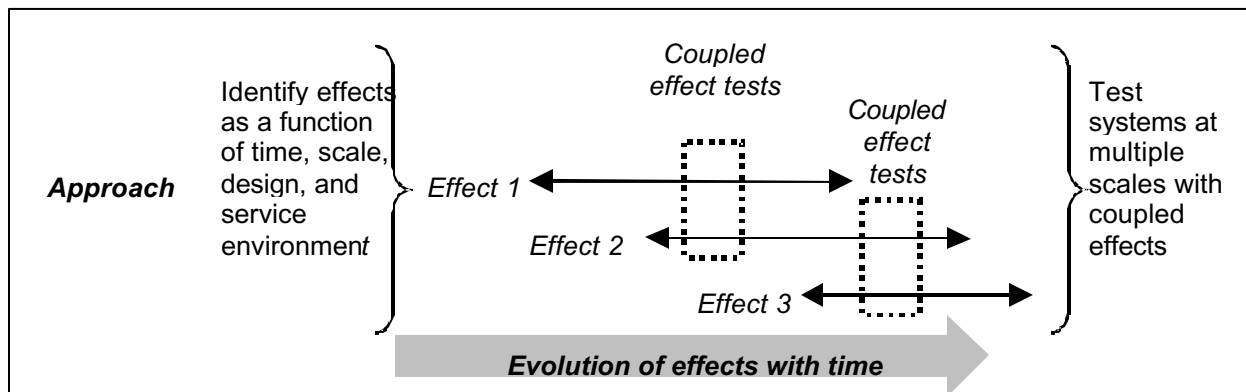 Approach
Identify effects
as a function
of time, scale,
design, and
service
environment
Coupled
effect tests
Coupled
effect
tests
Effect 1
Effect 2
Effect 3
Evolution of effects with time
Test
systems at
multiple
scales with
coupled
effects